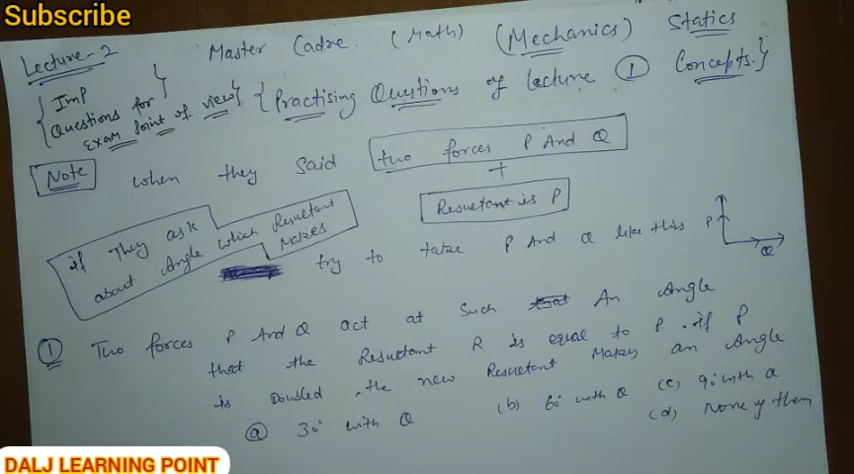 Subscribe
Lecture-2 Master Cadre. (Math) (Mechanics) Statics
{Imp Questions for Exam point of view} {Practising Questions of lecture ① Concepts.}
Note when they said two forces P And Q
+
Resultant is P
if They ask about Angle which Resultant Makes.
try to take P And Q like this P
Q
① Two forces P And Q act at such An Angle
that the Resultant R is equal to P. if P
is Doubled, the new Resultant Makes an Angle
(a) 30° with Q (b) 60° with Q (c) 90° with Q
(d) None of them
DALJ LEARNING POINT